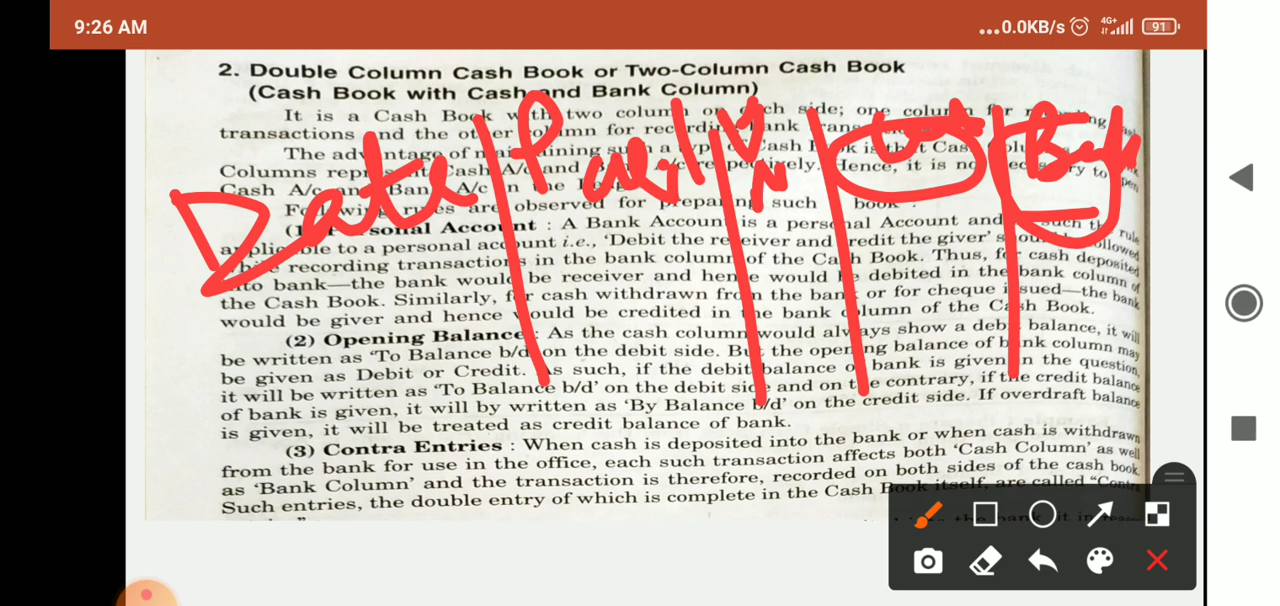 9:26 AM
...0.0KB/s 4G+ 91
2. Double Column Cash Book or Two-Column Cash Book
(Cash Book with Cash and Bank Column)
It is a Cash Book with two column on each side; one column for
transactions and the other column for recording bank
The advantage of maintaining such a type of Cash Book is that Cash
Columns represent Cash A/c and respectively. Hence, it is not necessary to open
Cash A/c and Bank A/c in the
Following rules are observed for preparing such book
(1) Personal Account : A Bank Account is a personal Account and such the rule
applicable to a personal account i.e., 'Debit the receiver and credit the giver' should followed
while recording transactions in the bank column of the Cash Book. Thus, for cash deposited
into bank—the bank would be receiver and hence would be debited in the bank column of
the Cash Book. Similarly, for cash withdrawn from the bank or for cheque issued—the bank
would be giver and hence would be credited in the bank column of the Cash Book.
(2) Opening Balance : As the cash column would always show a debit balance, it will
be written as 'To Balance b/d' on the debit side. But the opening balance of bank column may
be given as Debit or Credit. As such, if the debit balance of bank is given in the question,
it will be written as 'To Balance b/d' on the debit side and on the contrary, if the credit balance
of bank is given, it will by written as 'By Balance b/d' on the credit side. If overdraft balance
is given, it will be treated as credit balance of bank.
(3) Contra Entries : When cash is deposited into the bank or when cash is withdrawn
from the bank for use in the office, each such transaction affects both 'Cash Column' as well
as 'Bank Column' and the transaction is therefore, recorded on both sides of the cash book.
Such entries, the double entry of which is complete in the Cash Book itself, are called "Contra
Date
Bank